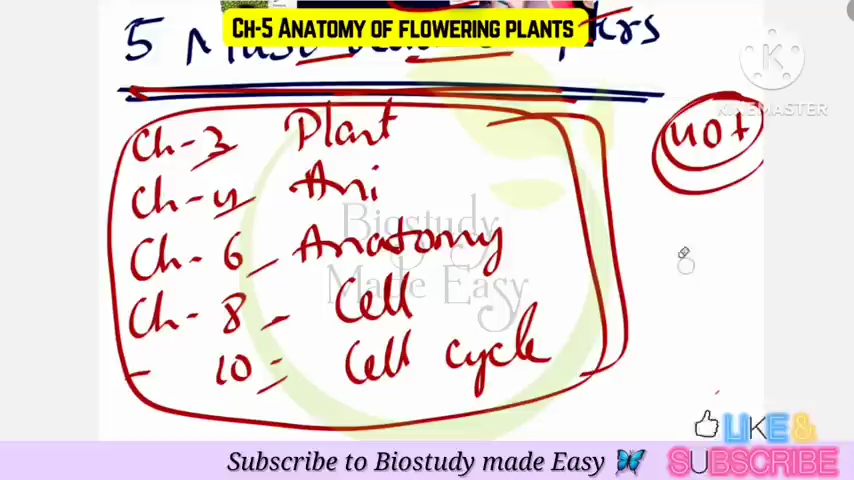 CH-5 ANATOMY OF FLOWERING PLANTS
5
KINEMASTER
Ch-3 Plant
40+
Ch-4 Ani
Biostudy
Ch-6 - Anatomy
Made Easy
Ch-8 - Cell
- 10 = Cell cycle
LIKE &
SUBSCRIBE
Subscribe to Biostudy made Easy